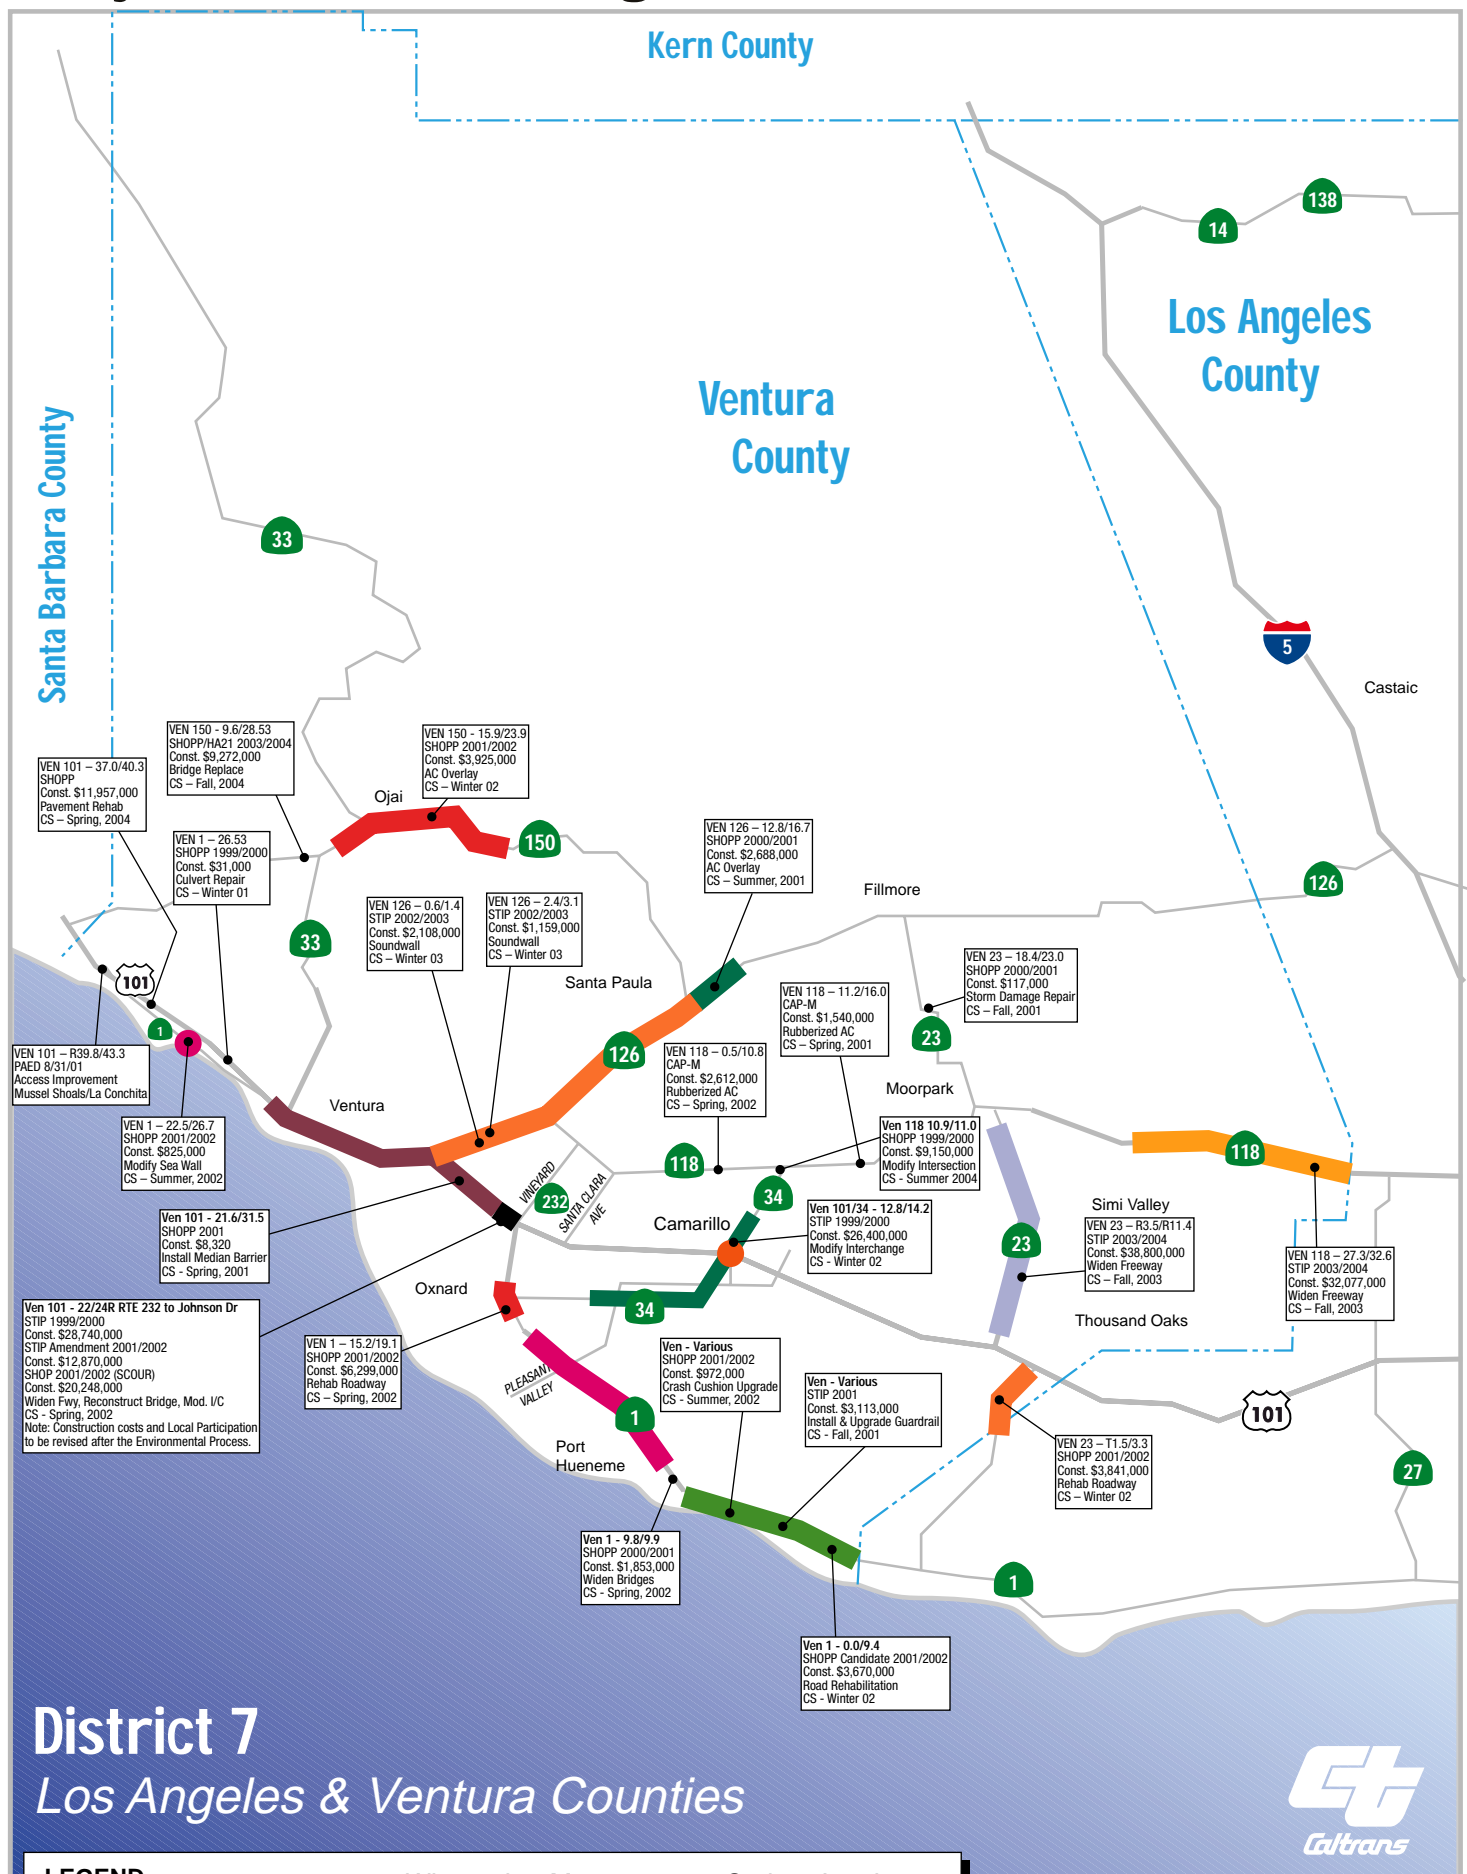 Kern County
138
14
Los Angeles
County
Ventura
County
Santa Barbara County
33
5
Castaic
VEN 150 - 9.6/28.53
SHOPP/HA21 2003/2004
Const. $9,272,000
Bridge Replace
CS – Fall, 2004
VEN 150 - 15.9/23.9
SHOPP 2001/2002
Const. $3,925,000
AC Overlay
CS – Winter 02
VEN 101 – 37.0/40.3
SHOPP
Const. $11,957,000
Pavement Rehab
CS – Spring, 2004
Ojai
150
VEN 1 – 26.53
SHOPP 1999/2000
Const. $31,000
Culvert Repair
CS – Winter 01
VEN 126 – 12.8/16.7
SHOPP 2000/2001
Const. $2,688,000
AC Overlay
CS – Summer, 2001
Fillmore
126
VEN 126 – 0.6/1.4
STIP 2002/2003
Const. $2,108,000
Soundwall
CS – Winter 03
VEN 126 – 2.4/3.1
STIP 2002/2003
Const. $1,159,000
Soundwall
CS – Winter 03
33
Santa Paula
101
1
VEN 23 – 18.4/23.0
SHOPP 2000/2001
Const. $117,000
Storm Damage Repair
CS – Fall, 2001
VEN 118 – 11.2/16.0
CAP-M
Const. $1,540,000
Rubberized AC
CS – Spring, 2001
23
126
VEN 118 – 0.5/10.8
CAP-M
Const. $2,612,000
Rubberized AC
CS – Spring, 2002
VEN 101 – R39.8/43.3
PAED 8/31/01
Access Improvement
Mussel Shoals/La Conchita
Moorpark
Ventura
VEN 1 – 22.5/26.7
SHOPP 2001/2002
Const. $825,000
Modify Sea Wall
CS – Summer, 2002
Ven 118 10.9/11.0
SHOPP 1999/2000
Const. $9,150,000
Modify Intersection
CS - Summer 2004
118
118
VINEYARD
232
SANTA CLARA
AVE
34
Camarillo
Ven 101/34 - 12.8/14.2
STIP 1999/2000
Const. $26,400,000
Modify Interchange
CS - Winter 02
Simi Valley
VEN 23 – R3.5/R11.4
STIP 2003/2004
Const. $38,800,000
Widen Freeway
CS – Fall, 2003
23
VEN 118 – 27.3/32.6
STIP 2003/2004
Const. $32,077,000
Widen Freeway
CS – Fall, 2003
Ven 101 - 21.6/31.5
SHOPP 2001
Const. $8,320
Install Median Barrier
CS - Spring, 2001
Oxnard
34
Thousand Oaks
Ven 101 - 22/24R RTE 232 to Johnson Dr
STIP 1999/2000
Const. $28,740,000
STIP Amendment 2001/2002
Const. $12,870,000
SHOP 2001/2002 (SCOUR)
Const. $20,248,000
Widen Fwy, Reconstruct Bridge, Mod. I/C
CS - Spring, 2002
Note: Construction costs and Local Participation
to be revised after the Environmental Process.
VEN 1 – 15.2/19.1
SHOPP 2001/2002
Const. $6,299,000
Rehab Roadway
CS – Spring, 2002
PLEASANT
VALLEY
Ven - Various
SHOPP 2001/2002
Const. $972,000
Crash Cushion Upgrade
CS - Summer, 2002
Ven - Various
STIP 2001
Const. $3,113,000
Install & Upgrade Guardrail
CS - Fall, 2001
1
101
Port
Hueneme
VEN 23 – T1.5/3.3
SHOPP 2001/2002
Const. $3,841,000
Rehab Roadway
CS – Winter 02
27
Ven 1 - 9.8/9.9
SHOPP 2000/2001
Const. $1,853,000
Widen Bridges
CS - Spring, 2002
1
Ven 1 - 0.0/9.4
SHOPP Candidate 2001/2002
Const. $3,670,000
Road Rehabilitation
CS - Winter 02
District 7
Los Angeles & Ventura Counties
Caltrans
LEGEND